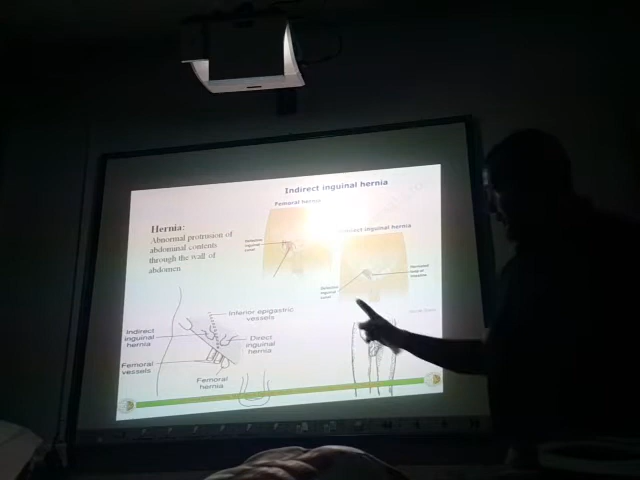 Indirect inguinal hernia
Femoral hernia
Hernia:
Abnormal protrusion of
abdominal contents
through the wall of
abdomen
inguinal hernia
Inferior epigastric
vessels
Indirect
inguinal
hernia
Direct
inguinal
hernia
Femoral
vessels
Femoral
hernia